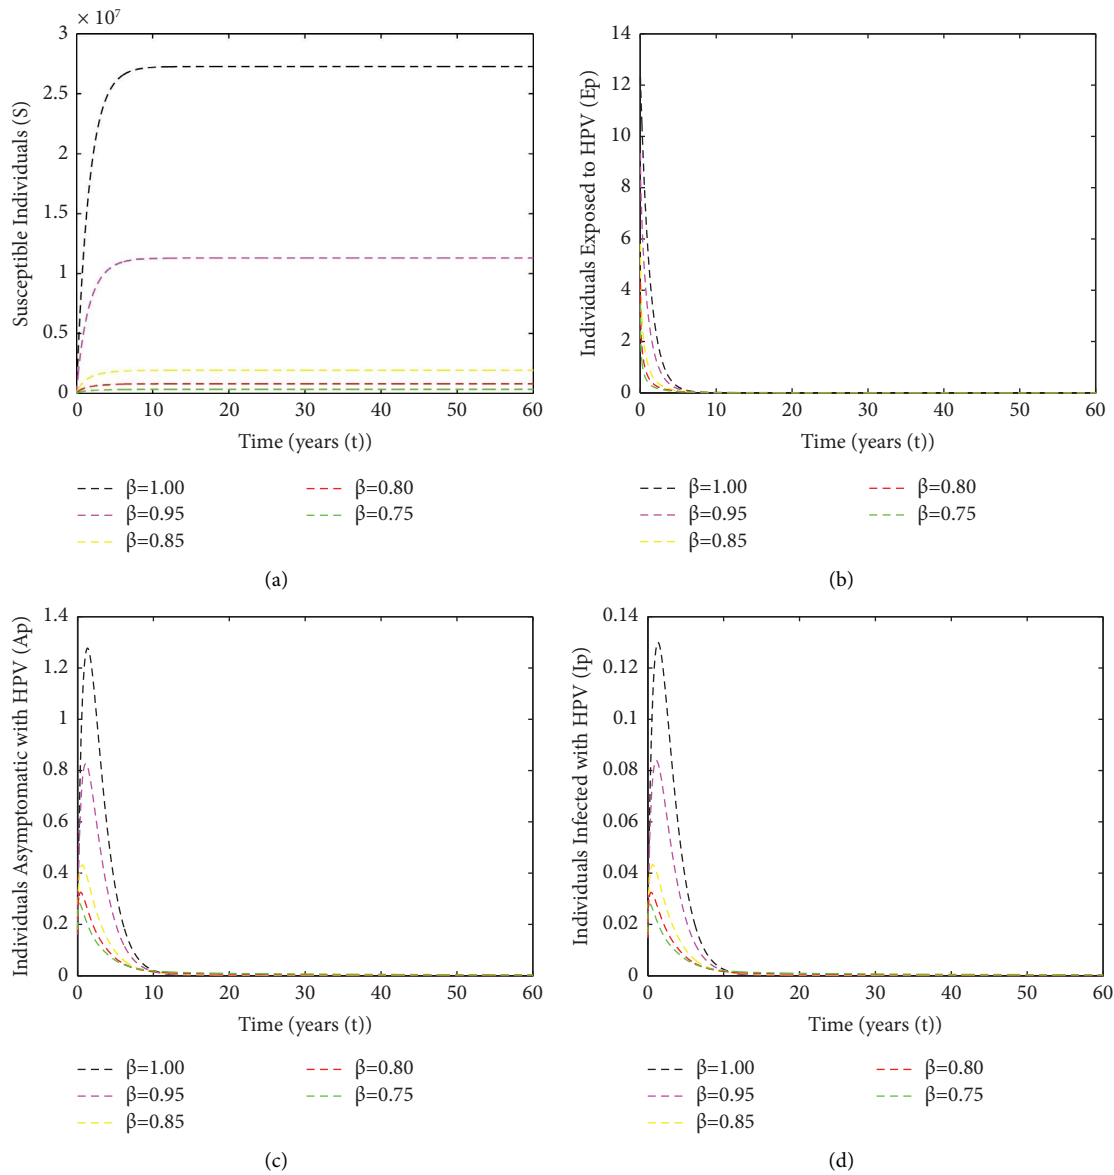 × 10⁷
3
2.5
2
1.5
1
0.5
0
0 10 20 30 40 50 60
Susceptible Individuals (S)
Time (years (t))
β=1.00 β=0.80
β=0.95 β=0.75
β=0.85
(a)
14
12
10
8
6
4
2
0
0 10 20 30 40 50 60
Individuals Exposed to HPV (Ep)
Time (years (t))
β=1.00 β=0.80
β=0.95 β=0.75
β=0.85
(b)
1.4
1.2
1
0.8
0.6
0.4
0.2
0
0 10 20 30 40 50 60
Individuals Asymptomatic with HPV (Ap)
Time (years (t))
β=1.00 β=0.80
β=0.95 β=0.75
β=0.85
(c)
0.14
0.12
0.1
0.08
0.06
0.04
0.02
0
0 10 20 30 40 50 60
Individuals Infected with HPV (Ip)
Time (years (t))
β=1.00 β=0.80
β=0.95 β=0.75
β=0.85
(d)